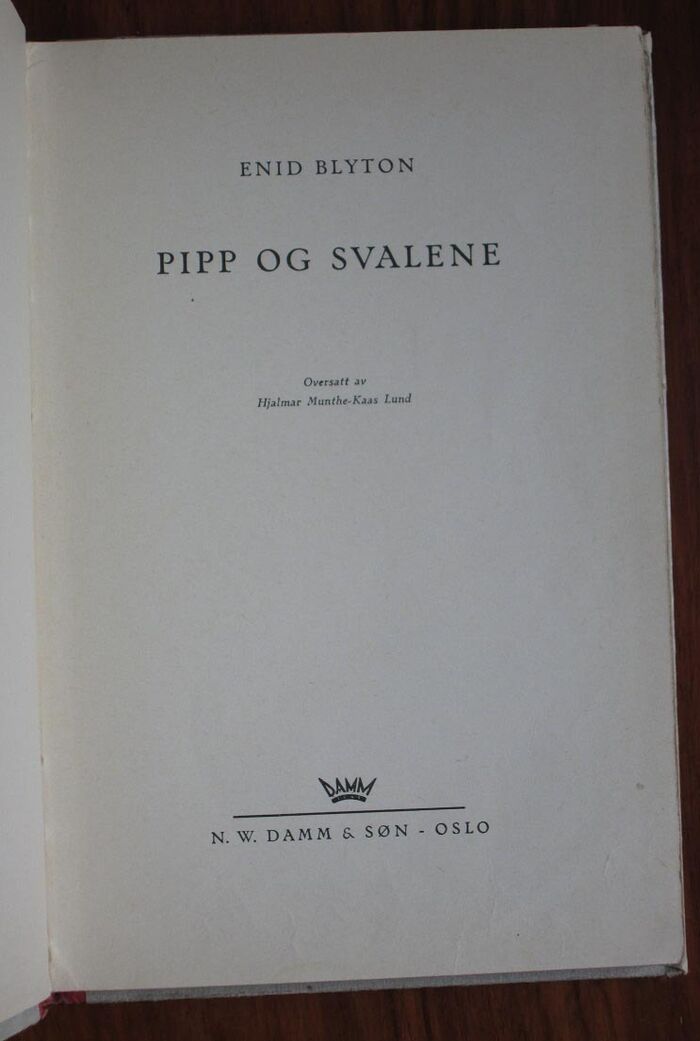 ENID BLYTON
PIPP OG SVALENE
Oversatt av
Hjalmar Munthe-Kaas Lund
DAMM
N. W. DAMM & SØN - OSLO